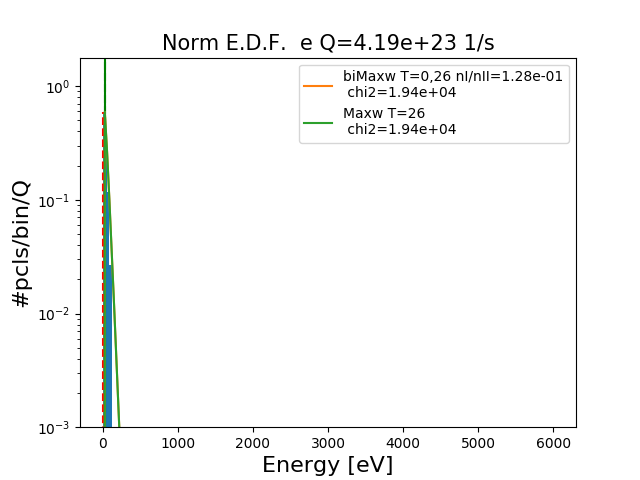 Norm E.D.F.  e Q=4.19e+23 1/s
biMaxw T=0,26 nI/nII=1.28e-01
chi2=1.94e+04
Maxw T=26
chi2=1.94e+04
#pcls/bin/Q
10⁰
10⁻¹
10⁻²
10⁻³
0 1000 2000 3000 4000 5000 6000
Energy [eV]